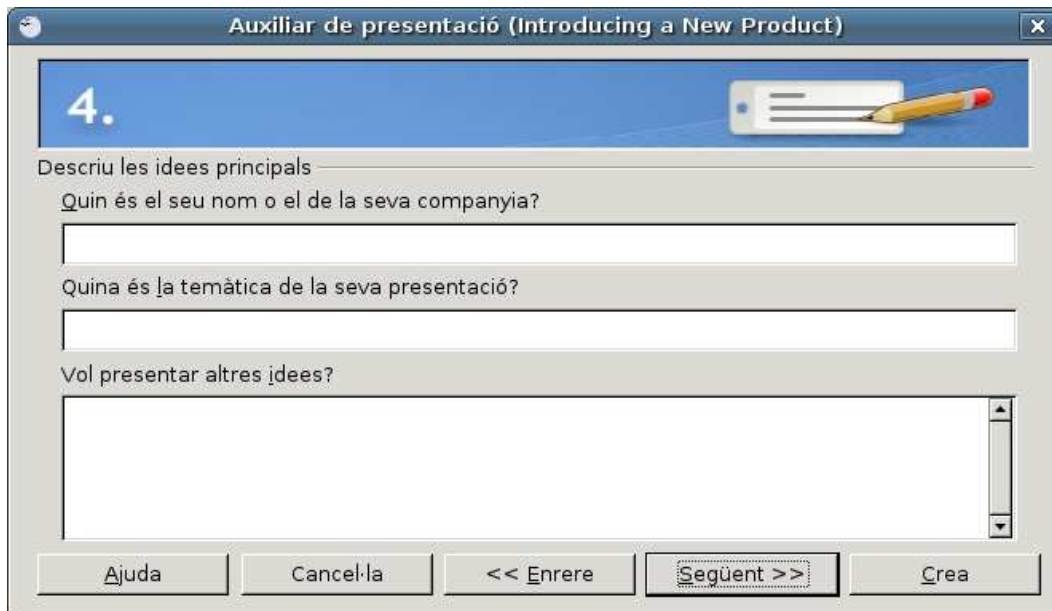 Auxiliar de presentació (Introducing a New Product)
4.
Descriu les idees principals
Quin és el seu nom o el de la seva companyia?
Quina és la temàtica de la seva presentació?
Vol presentar altres idees?
Ajuda Cancel·la << Enrere Següent >> Crea